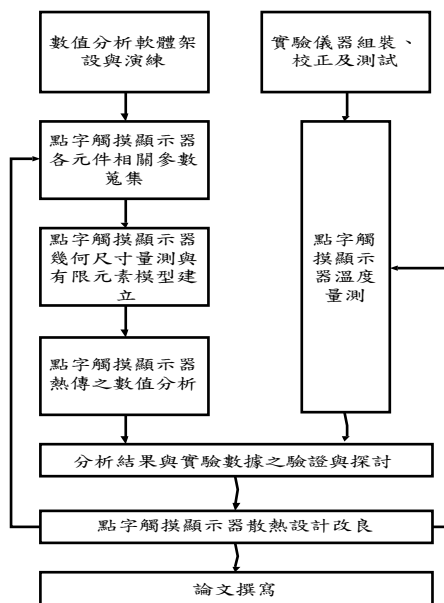 數值分析軟體架
設與演練
實驗儀器組裝、
校正及測試
點字觸摸顯示器
各元件相關參數
蒐集
點字觸摸顯示器
幾何尺寸量測與
有限元素模型建
立
點字觸
摸顯示
器溫度
量測
點字觸摸顯示器
熱傳之數值分析
分析結果與實驗數據之驗證與探討
點字觸摸顯示器散熱設計改良
論文撰寫